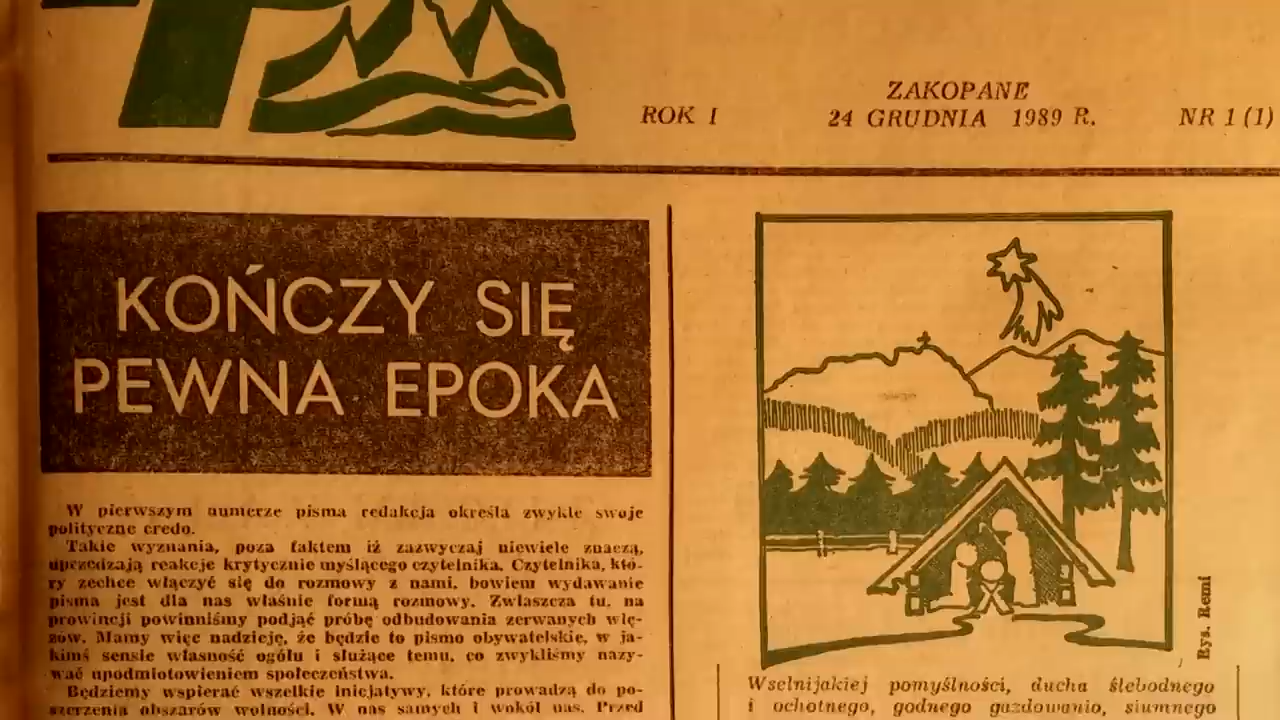 ZAKOPANE
ROK I 24 GRUDNIA 1989 R. NR 1 (1)
KOŃCZY SIĘ
PEWNA EPOKA
W pierwszym numerze pisma redakcja określa zwykle swoje
polityczne credo.
Takie wyznania, poza faktem iż zazwyczaj niewiele znaczą,
uprzedzają reakcje krytycznie myślącego czytelnika. Czytelnika, któ-
ry zechce włączyć się do rozmowy z nami, bowiem wydawanie
pisma jest dla nas właśnie formą rozmowy. Zwłaszcza tu, na
prowincji powinniśmy podjąć próbę odbudowania zerwanych wię-
zów. Mamy więc nadzieję, że będzie to pismo obywatelskie, w ja-
kimś sensie własność ogółu i służące temu, co zwykliśmy nazy-
wać upodmiotowieniem społeczeństwa.
Będziemy wspierać wszelkie inicjatywy, które prowadzą do po-
szerzenia obszarów wolności. W nas samych i wokół nas. Przed
Rys. Remi
Wselnijakiej pomyślności, ducha ślebodnego
i ochotnego, godnego gazdowanio, siumnego